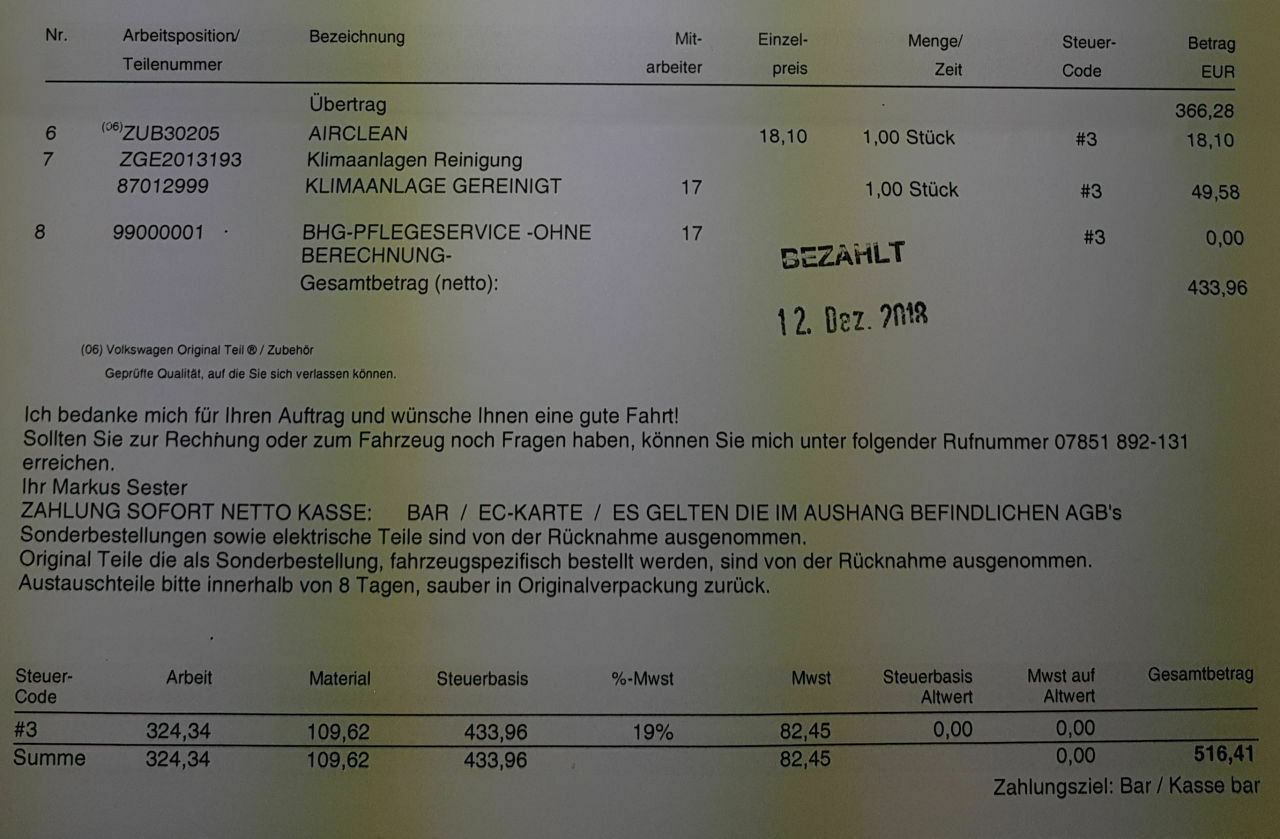 Nr. Arbeitsposition/ Bezeichnung Mit- Einzel- Menge/ Steuer- Betrag
Teilenummer arbeiter preis Zeit Code EUR
Übertrag 366,28
6 (06)ZUB30205 AIRCLEAN 18,10 1,00 Stück #3 18,10
7 ZGE2013193 Klimaanlagen Reinigung
87012999 KLIMAANLAGE GEREINIGT 17 1,00 Stück #3 49,58
8 99000001 BHG-PFLEGESERVICE -OHNE 17 #3 0,00
BERECHNUNG-
BEZAHLT
Gesamtbetrag (netto): 433,96
12. Dez. 2018
(06) Volkswagen Original Teil ® / Zubehör
Geprüfte Qualität, auf die Sie sich verlassen können.
Ich bedanke mich für Ihren Auftrag und wünsche Ihnen eine gute Fahrt!
Sollten Sie zur Rechnung oder zum Fahrzeug noch Fragen haben, können Sie mich unter folgender Rufnummer 07851 892-131
erreichen.
Ihr Markus Sester
ZAHLUNG SOFORT NETTO KASSE: BAR / EC-KARTE / ES GELTEN DIE IM AUSHANG BEFINDLICHEN AGB's
Sonderbestellungen sowie elektrische Teile sind von der Rücknahme ausgenommen.
Original Teile die als Sonderbestellung, fahrzeugspezifisch bestellt werden, sind von der Rücknahme ausgenommen.
Austauschteile bitte innerhalb von 8 Tagen, sauber in Originalverpackung zurück.
Steuer- Arbeit Material Steuerbasis %-Mwst Mwst Steuerbasis Mwst auf Gesamtbetrag
Code Altwert Altwert
#3 324,34 109,62 433,96 19% 82,45 0,00 0,00
Summe 324,34 109,62 433,96 82,45 0,00 516,41
Zahlungsziel: Bar / Kasse bar